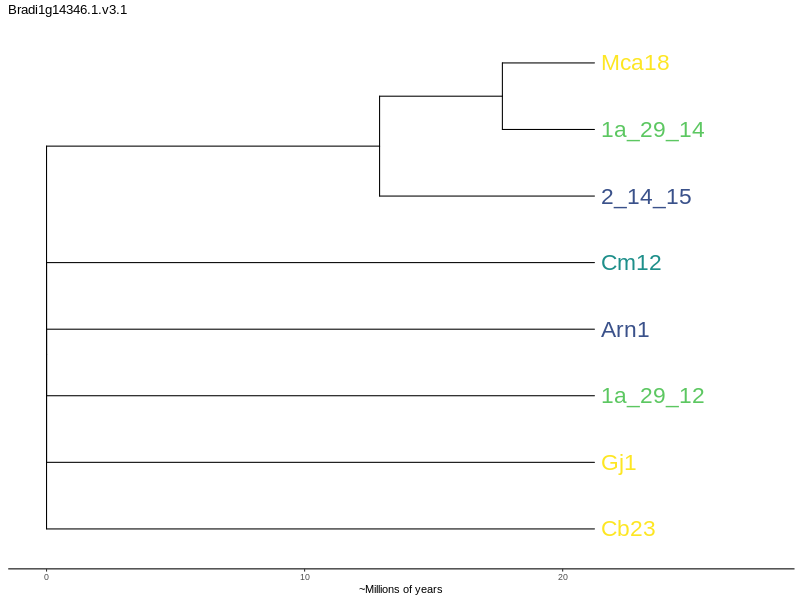 Bradi1g14346.1.v3.1
Mca18
1a_29_14
2_14_15
Cm12
Arn1
1a_29_12
Gj1
Cb23
0 10 20
~Millions of years